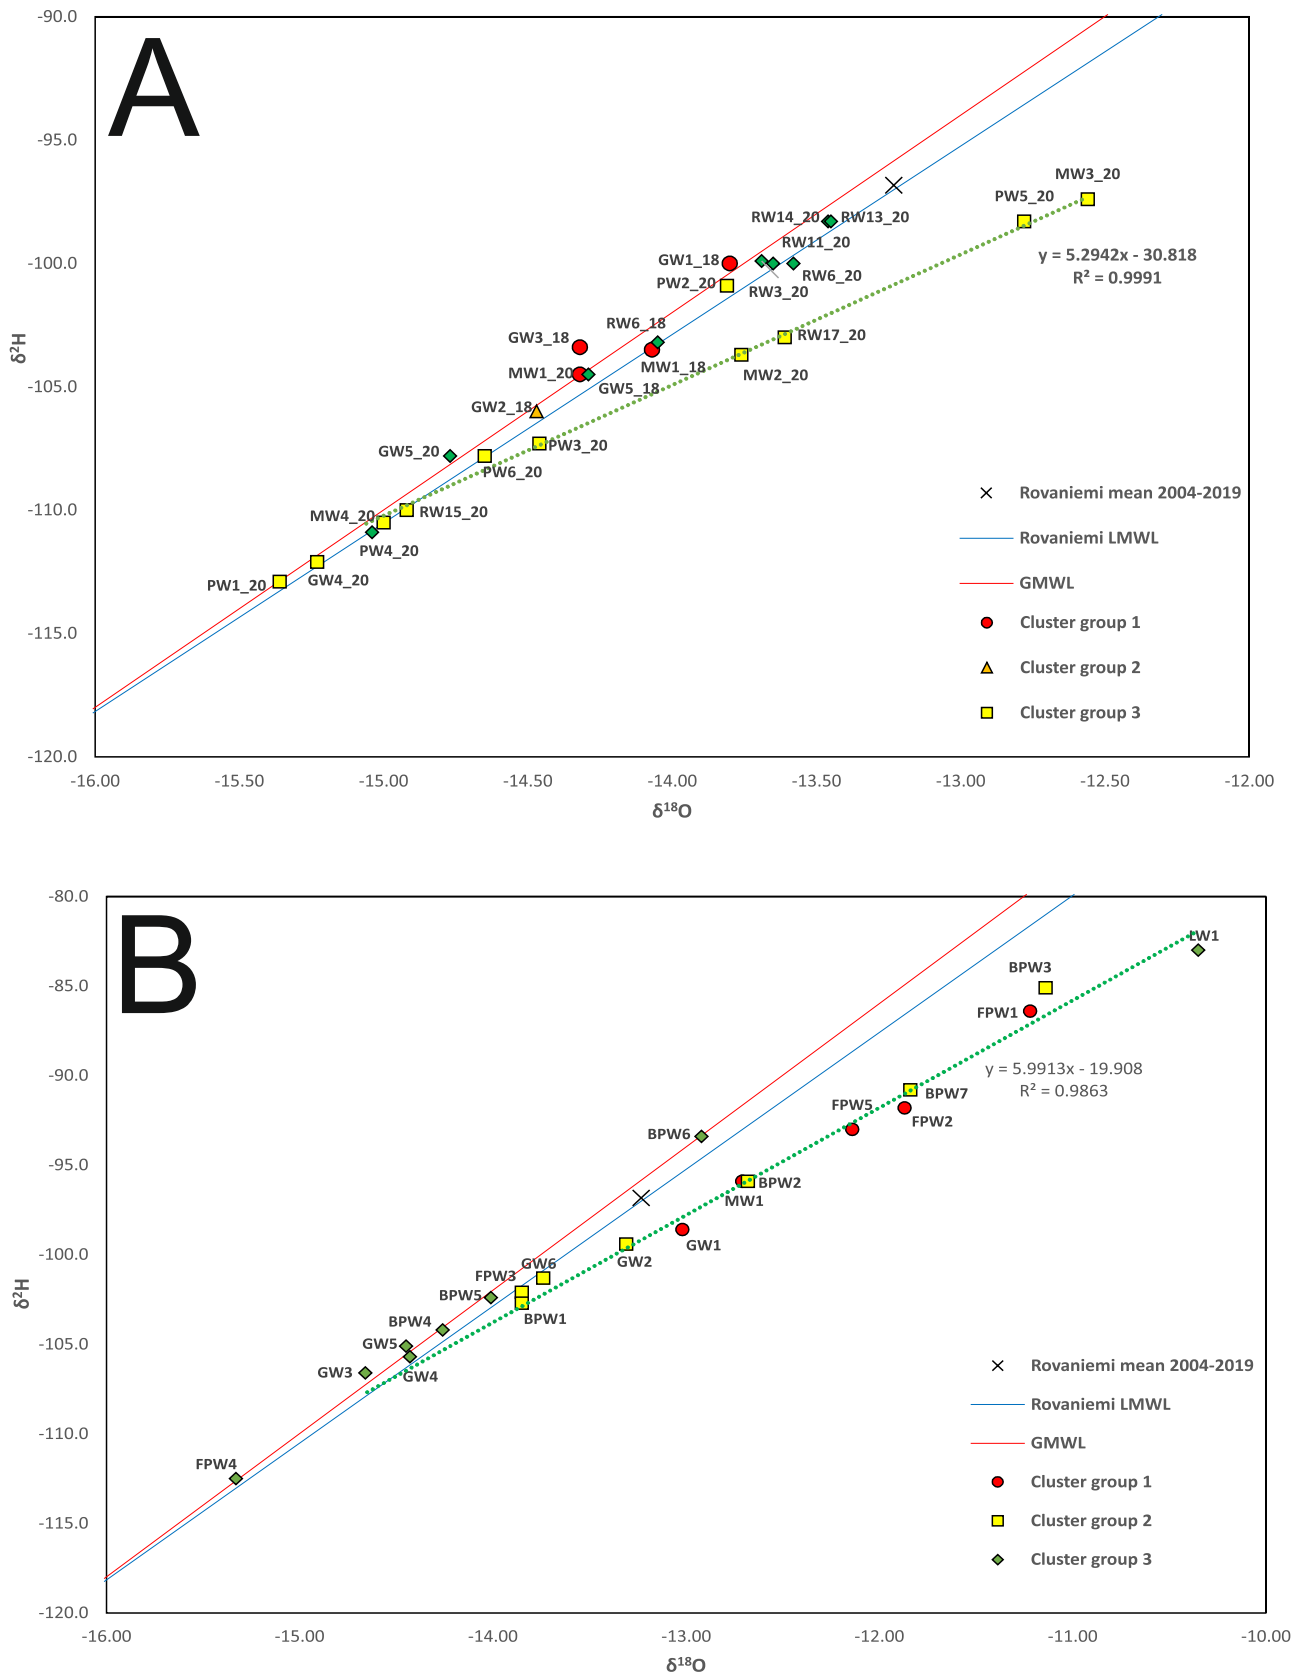 A
-90.0
-95.0
-100.0
-105.0
-110.0
-115.0
-120.0
δ²H
MW3_20
PW5_20
RW14_20
RW13_20
RW11_20
GW1_18
RW6_20
PW2_20
RW3_20
y = 5.2942x - 30.818
R² = 0.9991
RW6_18
GW3_18
RW17_20
MW1_18
MW1_20
MW2_20
GW5_18
GW2_18
PW3_20
GW5_20
PW6_20
MW4_20
RW15_20
PW4_20
PW1_20
GW4_20
Rovaniemi mean 2004-2019
Rovaniemi LMWL
GMWL
Cluster group 1
Cluster group 2
Cluster group 3
-16.00
-15.50
-15.00
-14.50
-14.00
-13.50
-13.00
-12.50
-12.00
δ¹⁸O
B
-80.0
-85.0
-90.0
-95.0
-100.0
-105.0
-110.0
-115.0
-120.0
δ²H
LW1
BPW3
FPW1
y = 5.9913x - 19.908
R² = 0.9863
BPW7
FPW5
FPW2
BPW6
BPW2
MW1
GW1
GW2
GW6
FPW3
BPW5
BPW1
BPW4
GW5
GW3
GW4
FPW4
Rovaniemi mean 2004-2019
Rovaniemi LMWL
GMWL
Cluster group 1
Cluster group 2
Cluster group 3
-16.00
-15.00
-14.00
-13.00
-12.00
-11.00
-10.00
δ¹⁸O